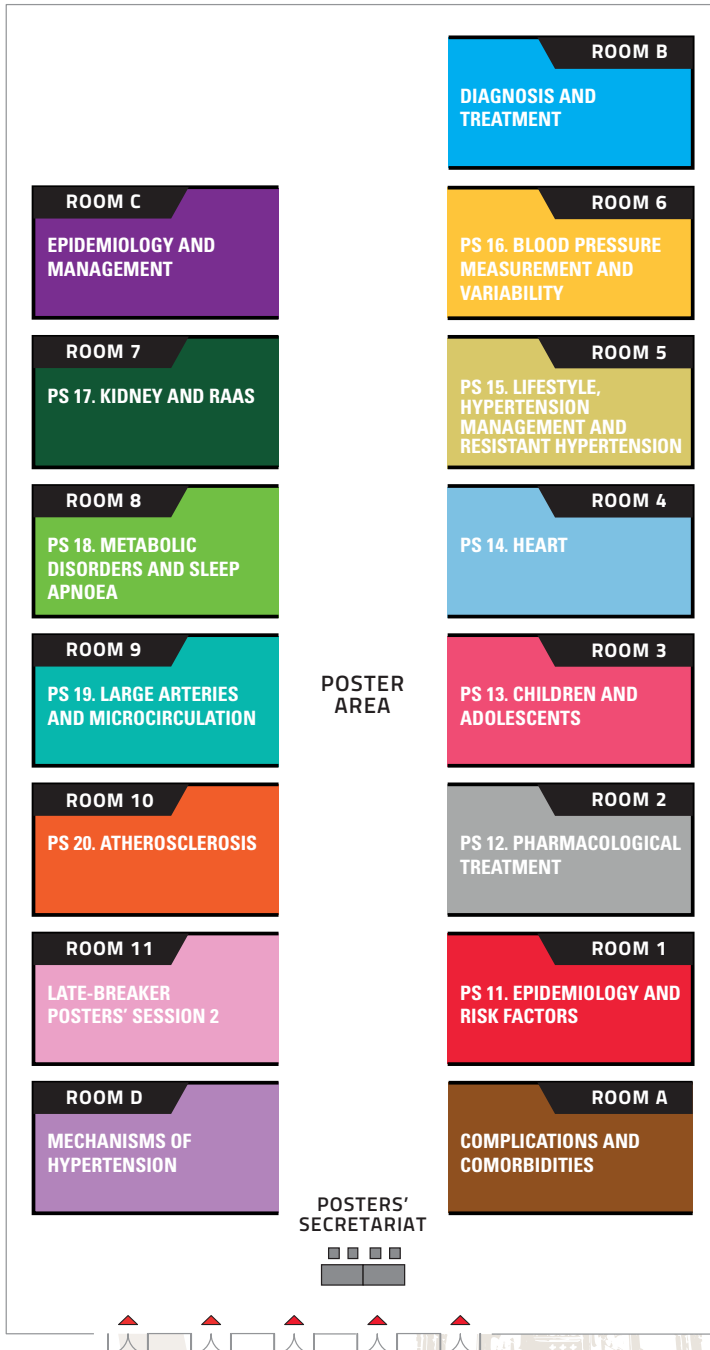 ROOM B
DIAGNOSIS AND
TREATMENT
ROOM C
EPIDEMIOLOGY AND
MANAGEMENT
ROOM 6
PS 16. BLOOD PRESSURE
MEASUREMENT AND
VARIABILITY
ROOM 7
PS 17. KIDNEY AND RAAS
ROOM 5
PS 15. LIFESTYLE,
HYPERTENSION
MANAGEMENT AND
RESISTANT HYPERTENSION
ROOM 8
PS 18. METABOLIC
DISORDERS AND SLEEP
APNOEA
ROOM 4
PS 14. HEART
ROOM 9
PS 19. LARGE ARTERIES
AND MICROCIRCULATION
POSTER
AREA
ROOM 3
PS 13. CHILDREN AND
ADOLESCENTS
ROOM 10
PS 20. ATHEROSCLEROSIS
ROOM 2
PS 12. PHARMACOLOGICAL
TREATMENT
ROOM 11
LATE-BREAKER
POSTERS' SESSION 2
ROOM 1
PS 11. EPIDEMIOLOGY AND
RISK FACTORS
ROOM D
MECHANISMS OF
HYPERTENSION
ROOM A
COMPLICATIONS AND
COMORBIDITIES
POSTERS'
SECRETARIAT